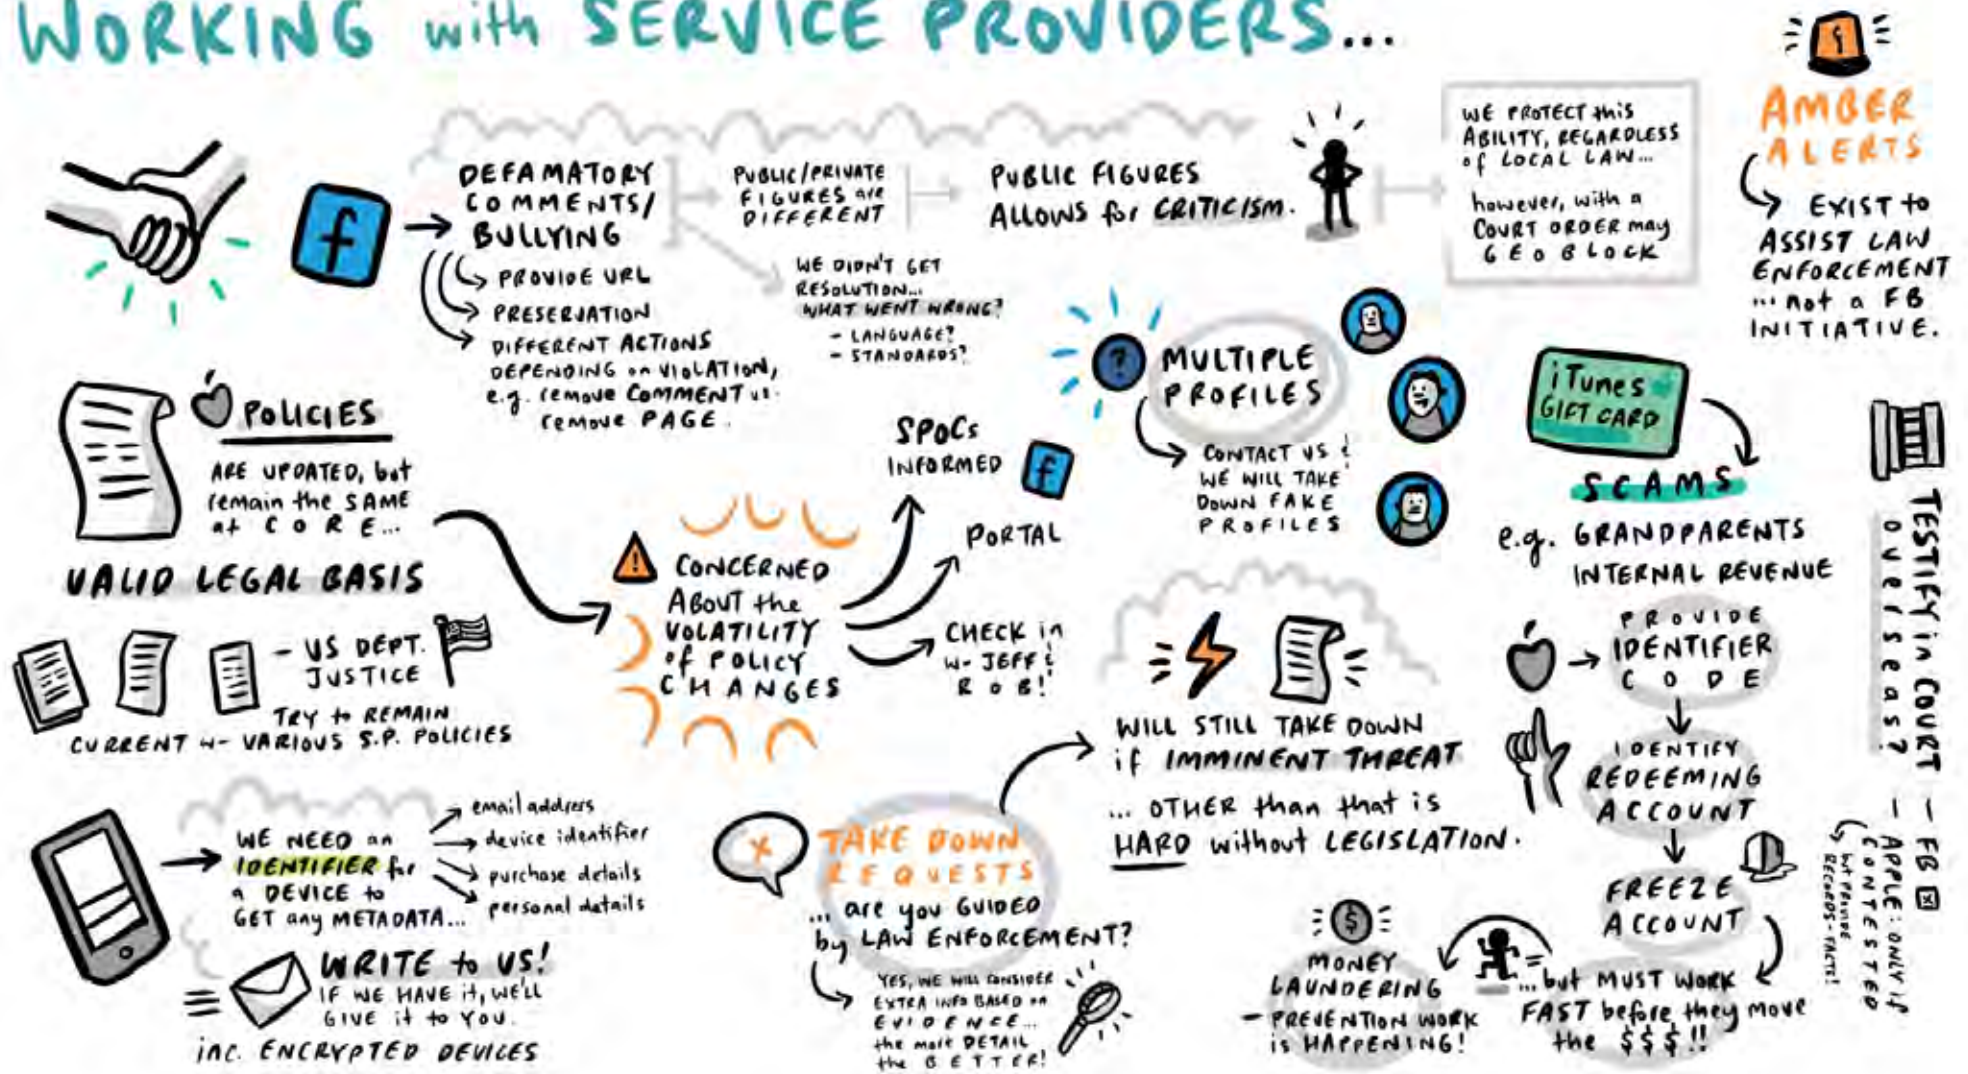 WORKING with SERVICE PROVIDERS...
f
DEFAMATORY
COMMENTS/
BULLYING
PROVIDE URL
PRESERVATION
DIFFERENT ACTIONS
DEPENDING on VIOLATION,
e.g. remove COMMENT vs.
remove PAGE.
PUBLIC/PRIVATE
FIGURES are
DIFFERENT
WE DIDN'T GET
RESOLUTION...
WHAT WENT WRONG?
- LANGUAGE?
- STANDARDS?
PUBLIC FIGURES
ALLOWS for CRITICISM.
WE PROTECT this
ABILITY, REGARDLESS
of LOCAL LAW...
however, with a
COURT ORDER may
GEO BLOCK
AMBER
ALERTS
EXIST to
ASSIST LAW
ENFORCEMENT
... not a FB
INITIATIVE.
POLICIES
ARE UPDATED, but
remain the SAME
at CORE...
VALID LEGAL BASIS
- US DEPT.
JUSTICE
TRY to REMAIN
CURRENT w- VARIOUS S.P. POLICIES
! CONCERNED
ABOUT the
VOLATILITY
of POLICY
CHANGES
SPOCs
INFORMED
f
PORTAL
CHECK in
w- JEFF &
ROB!
? MULTIPLE
PROFILES
CONTACT US &
WE WILL TAKE
DOWN FAKE
PROFILES
iTunes
GIFT CARD
SCAMS
e.g. GRANDPARENTS
INTERNAL REVENUE
PROVIDE
IDENTIFIER
CODE
IDENTIFY
REDEEMING
ACCOUNT
FREEZE
ACCOUNT
...but MUST WORK
FAST before they move
the $$$!!
$
MONEY
LAUNDERING
- PREVENTION WORK
is HAPPENING!
TESTIFY in COURT
overseas?
- FB x
- APPLE: ONLY if
CONTESTED
WE PROVIDE
RECORDS - FACTS!
WE NEED an
IDENTIFIER for
a DEVICE to
GET any METADATA...
email address
device identifier
purchase details
personal details
WRITE to US!
IF WE HAVE it, WE'LL
GIVE it to YOU.
inc. ENCRYPTED DEVICES
X
TAKE DOWN
REQUESTS
... are you GUIDED
by LAW ENFORCEMENT?
YES, WE WILL CONSIDER
EXTRA INFO BASED on
EVIDENCE...
the more DETAIL
the BETTER!
WILL STILL TAKE DOWN
if IMMINENT THREAT
... OTHER than that is
HARD without LEGISLATION.